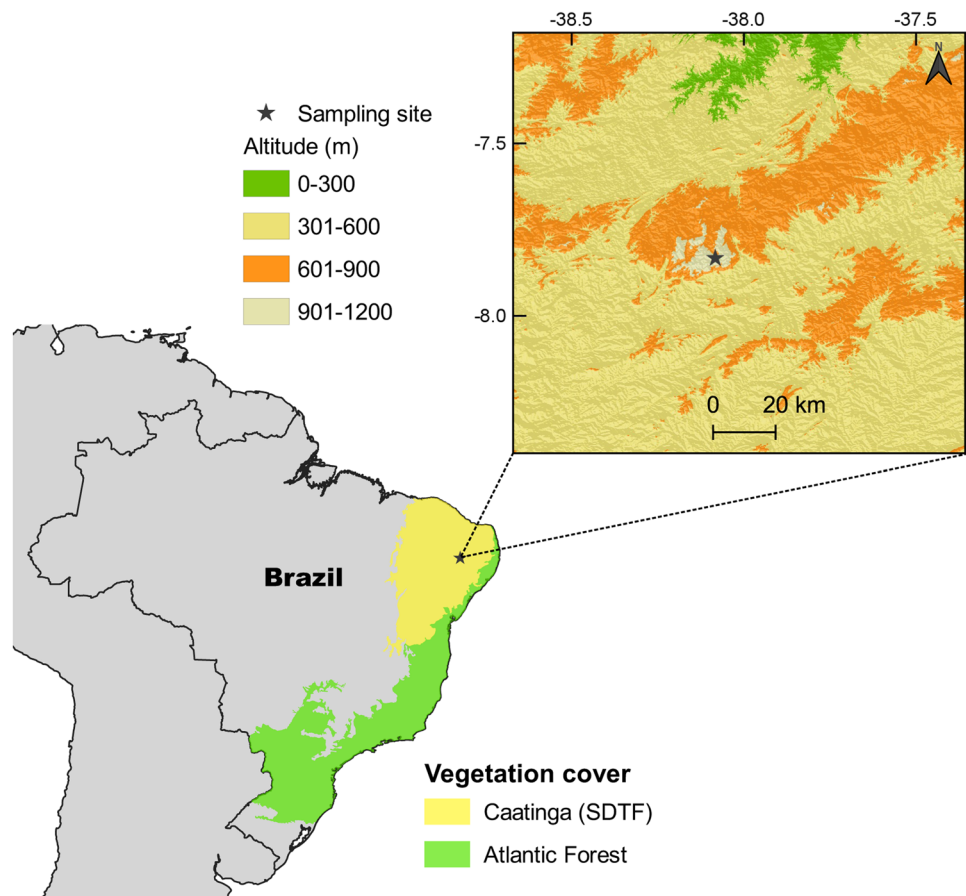 -38.5
-38.0
-37.5
N
-7.5
-8.0
0 20 km
Sampling site
Altitude (m)
0-300
301-600
601-900
901-1200
Brazil
Vegetation cover
Caatinga (SDTF)
Atlantic Forest